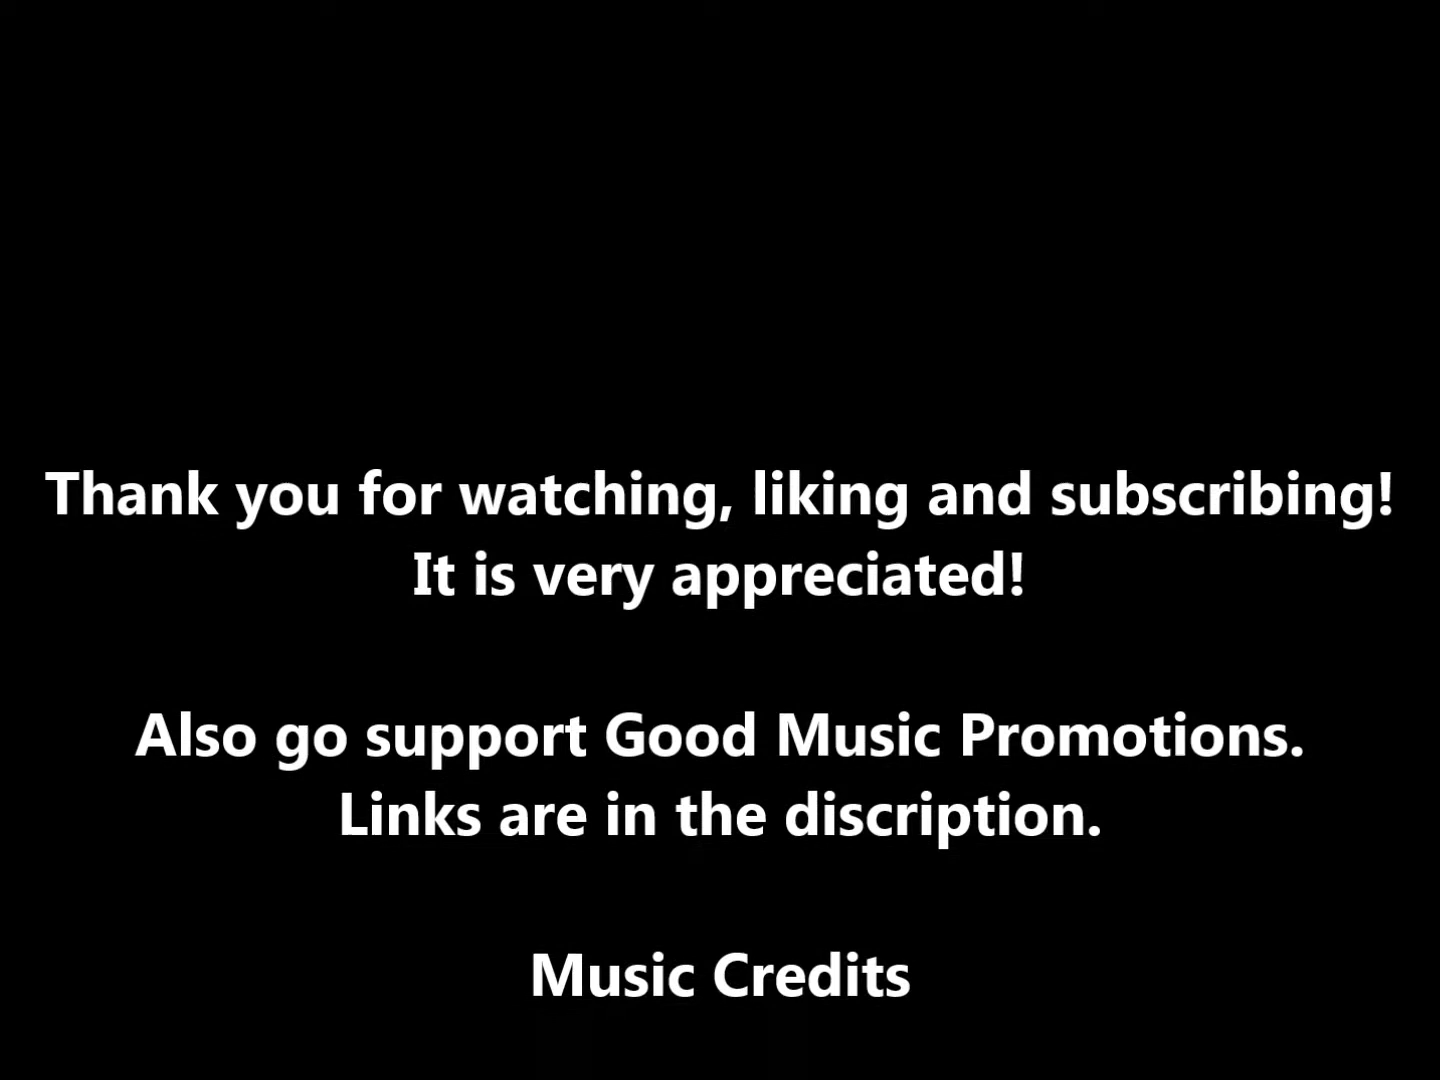 Thank you for watching, liking and subscribing!
It is very appreciated!
Also go support Good Music Promotions.
Links are in the discription.
Music Credits